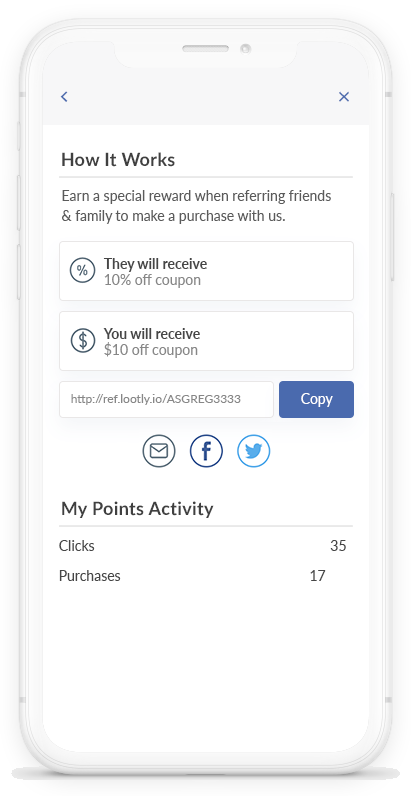 How It Works
Earn a special reward when referring friends
& family to make a purchase with us.
They will receive
10% off coupon
You will receive
$10 off coupon
http://ref.lootly.io/ASGREG3333
Copy
My Points Activity
Clicks 35
Purchases 17